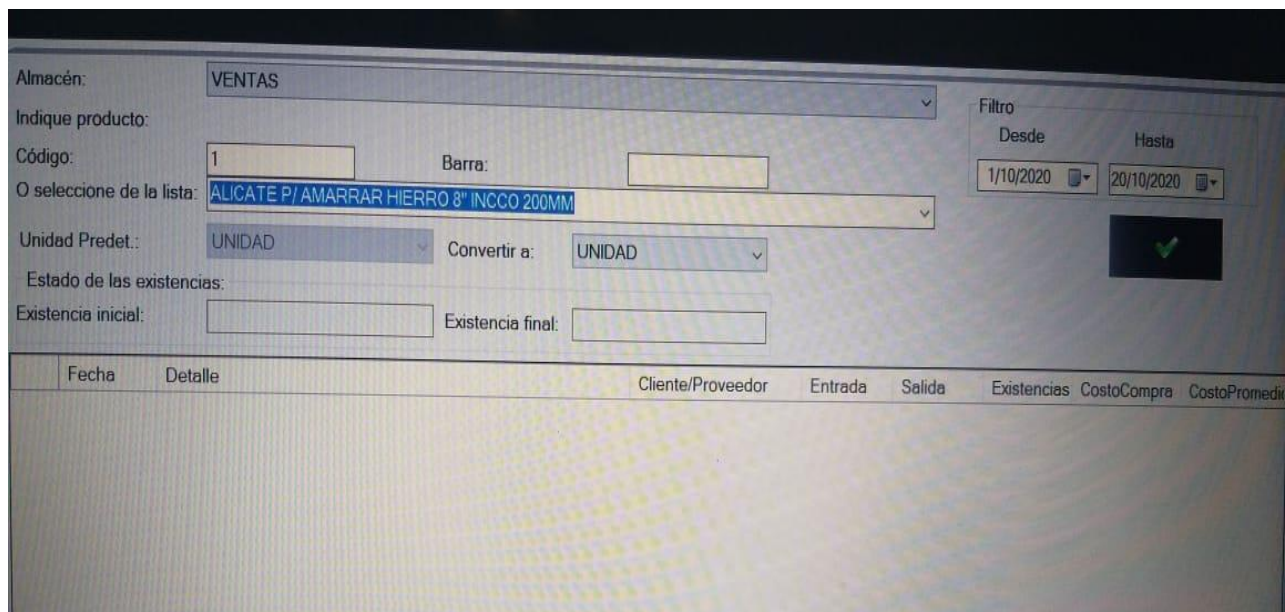 Almacén: VENTAS
Filtro
Indique producto:
Desde Hasta
Código: 1 Barra:
1/10/2020 20/10/2020
O seleccione de la lista: ALICATE P/ AMARRAR HIERRO 8" INCCO 200MM
Unidad Predet.: UNIDAD Convertir a: UNIDAD
Estado de las existencias:
Existencia inicial: Existencia final:
Fecha Detalle Cliente/Proveedor Entrada Salida Existencias CostoCompra CostoPromedio